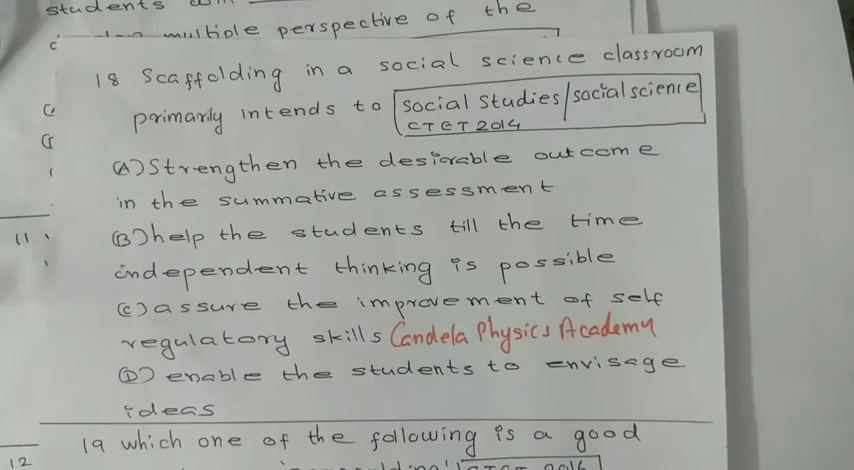 students
multiple perspective of the
18 Scaffolding in a social science classroom
primarily intends to social studies/social science
CTET 2014
(A) Strengthen the desirable outcome
in the summative assessment
11
(B) help the students till the time
independent thinking is possible
(C) assure the improvement of self
regulatory skills Candela Physics Academy
(D) enable the students to envisage
ideas
19 which one of the following is a good
12
CTET 2016